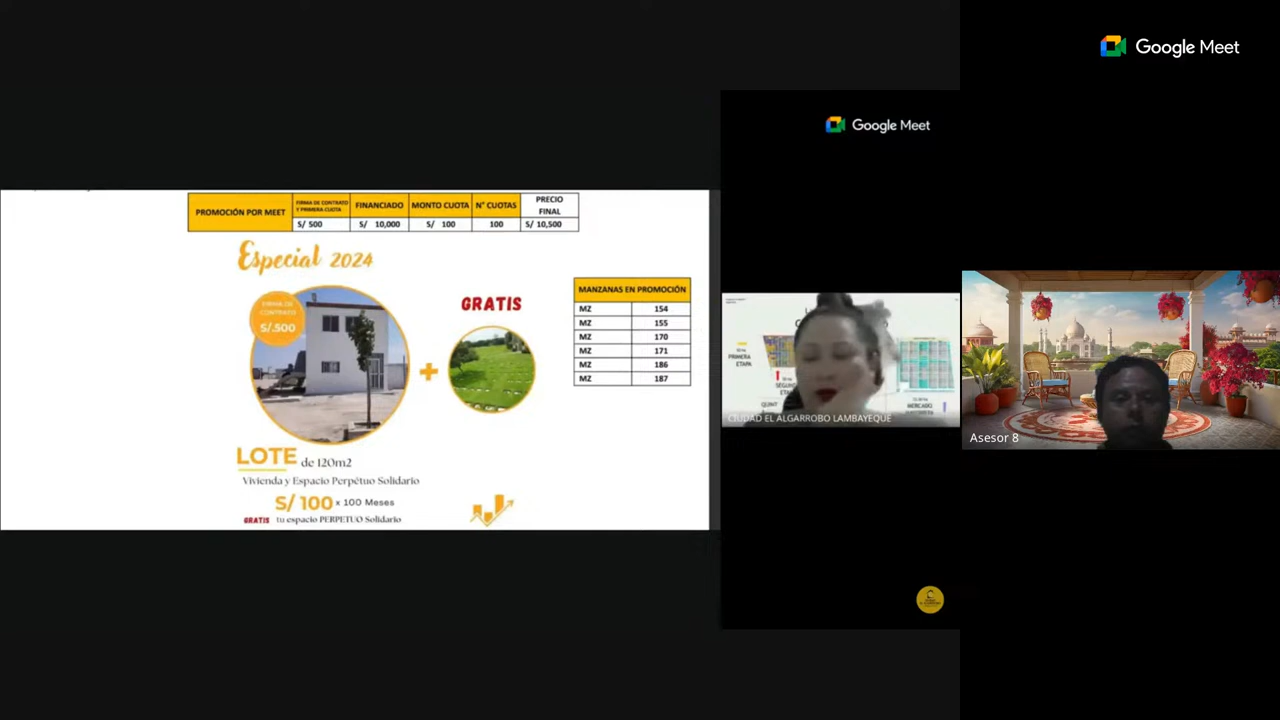 PROMOCIÓN POR MEET
FIRMA DE CONTRATO Y PRIMERA CUOTA
FINANCIADO
MONTO CUOTA
N° CUOTAS
PRECIO FINAL
S/ 500
S/ 10,000
S/ 100
100
S/ 10,500
Especial 2024
FIRMA DE
CONTRATO
S/.500
GRATIS
MANZANAS EN PROMOCIÓN
MZ 154
MZ 155
MZ 170
MZ 171
MZ 186
MZ 187
LOTE de 120m2
Vivienda y Espacio Perpétuo Solidario
S/ 100 x 100 Meses
GRATIS tu espacio PERPETUO Solidario
Google Meet
PRIMERA
ETAPA
CIUDAD EL ALGARROBO LAMBAYEQUE
Google Meet
Asesor 8